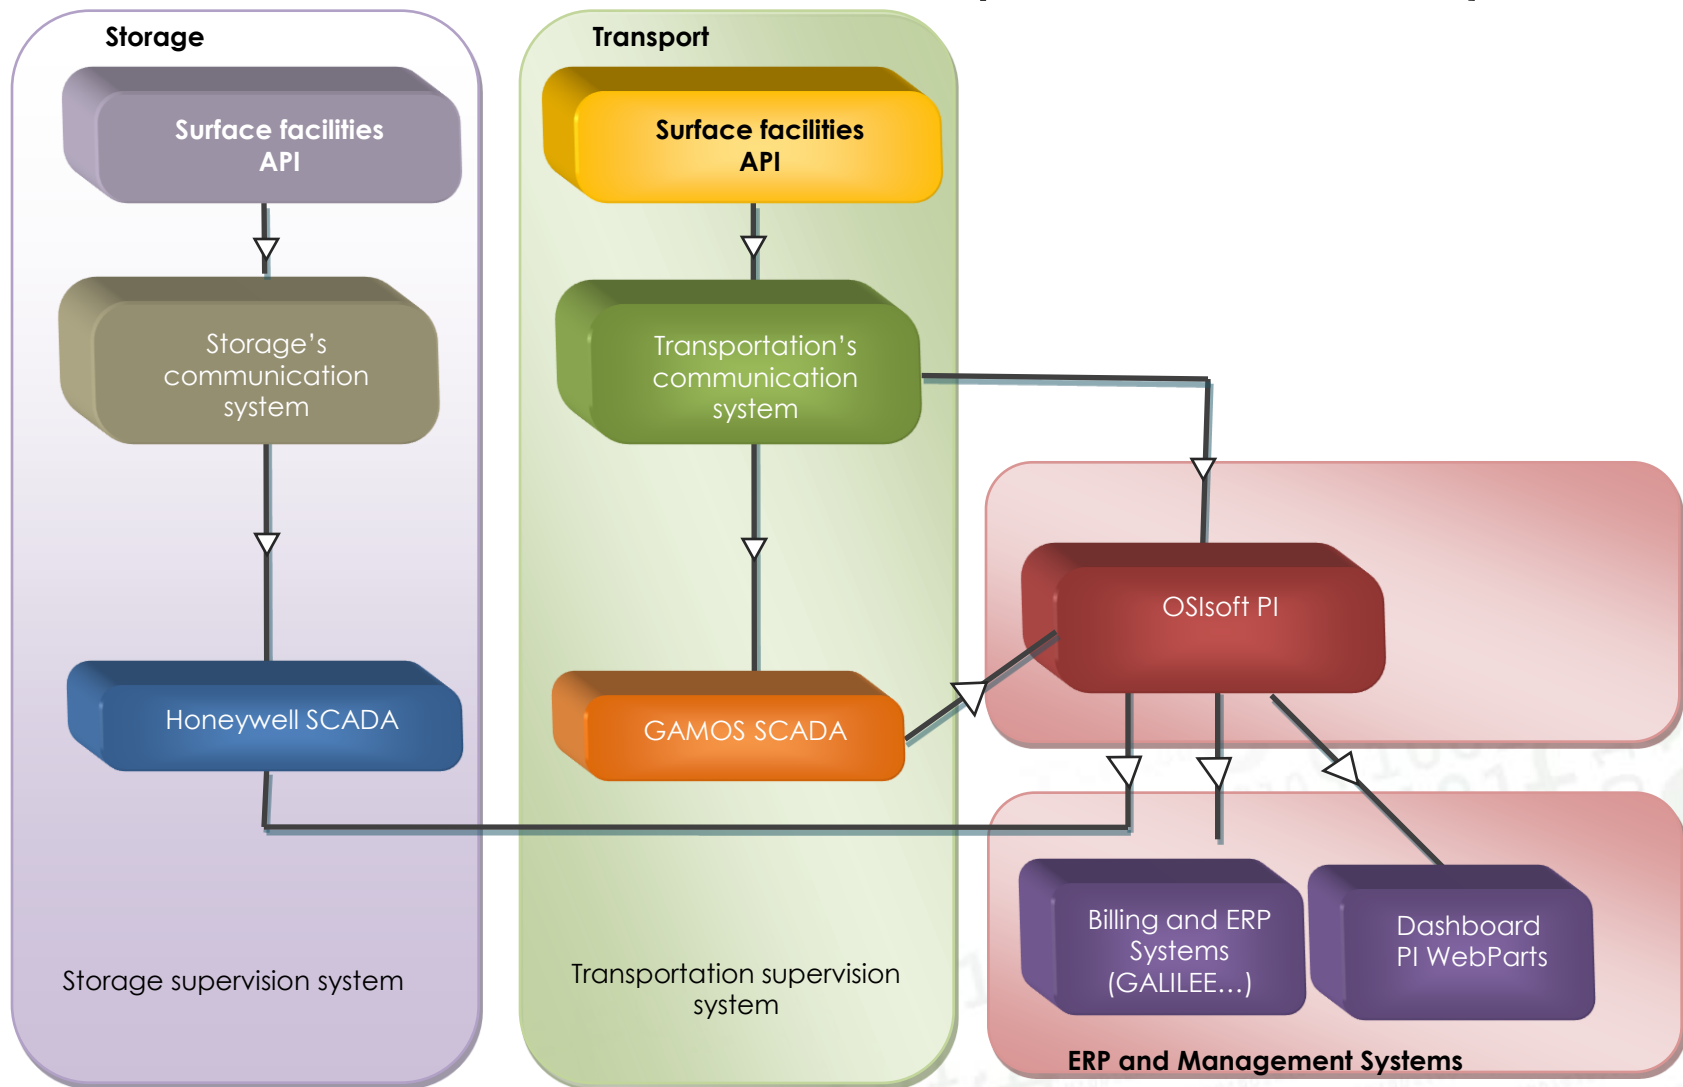 Storage
Transport
Surface facilities
API
Surface facilities
API
Storage's
communication
system
Transportation's
communication
system
OSIsoft PI
Honeywell SCADA
GAMOS SCADA
Billing and ERP
Systems
(GALILEE...)
Dashboard
PI WebParts
Storage supervision system
Transportation supervision
system
ERP and Management Systems